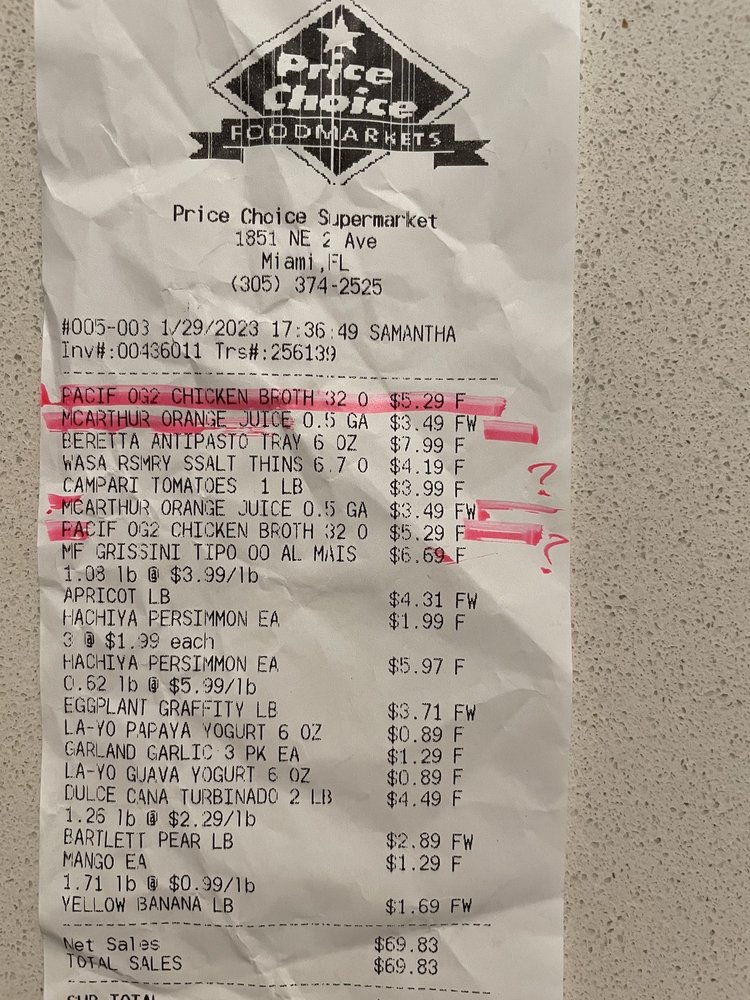 Price
Choice
FOODMARKETS
Price Choice Supermarket
1851 NE 2 Ave
Miami,FL
(305) 374-2525
#005-003 1/29/2023 17:36:49 SAMANTHA
Inv#:00436011 Trs#:256139
PACIF OG2 CHICKEN BROTH 32 O $5.29 F
MCARTHUR ORANGE JUICE 0.5 GA $3.49 FW
BERETTA ANTIPASTO TRAY 6 OZ $7.99 F
WASA RSMRY SSALT THINS 6.7 O $4.19 F
CAMPARI TOMATOES 1 LB $3.99 F ?
MCARTHUR ORANGE JUICE 0.5 GA $3.49 FW
PACIF OG2 CHICKEN BROTH 32 O $5.29 F
MF GRISSINI TIPO 00 AL MAIS $6.69 F ?
1.08 lb @ $3.99/lb
APRICOT LB $4.31 FW
HACHIYA PERSIMMON EA $1.99 F
3 @ $1.99 each
HACHIYA PERSIMMON EA $5.97 F
0.62 lb @ $5.99/lb
EGGPLANT GRAFFITY LB $3.71 FW
LA-YO PAPAYA YOGURT 6 OZ $0.89 F
GARLAND GARLIC 3 PK EA $1.29 F
LA-YO GUAVA YOGURT 6 OZ $0.89 F
DULCE CANA TURBINADO 2 LB $4.49 F
1.26 lb @ $2.29/lb
BARTLETT PEAR LB $2.89 FW
MANGO EA $1.29 F
1.71 lb @ $0.99/lb
YELLOW BANANA LB $1.69 FW
Net Sales $69.83
TOTAL SALES $69.83
SUB TOTAL